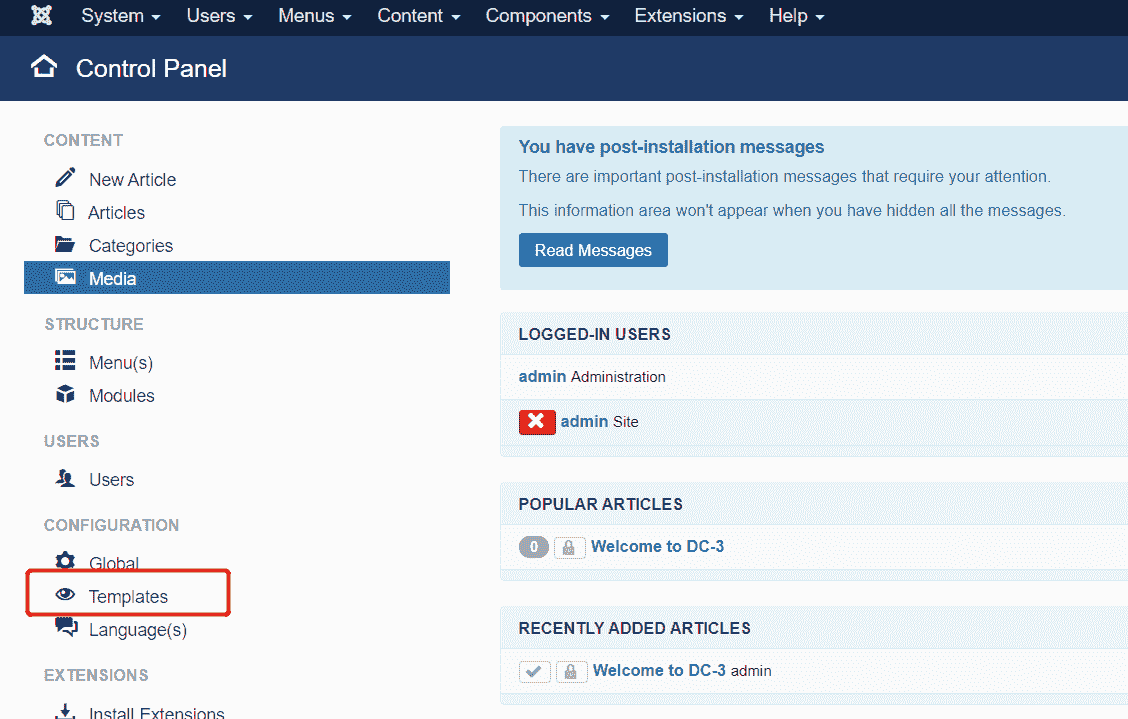 System Users Menus Content Components Extensions Help
Control Panel
CONTENT
New Article
Articles
Categories
Media
STRUCTURE
Menu(s)
Modules
USERS
Users
CONFIGURATION
Global
Templates
Language(s)
EXTENSIONS
Install Extensions
You have post-installation messages
There are important post-installation messages that require your attention.
This information area won't appear when you have hidden all the messages.
Read Messages
LOGGED-IN USERS
admin Administration
admin Site
POPULAR ARTICLES
0 Welcome to DC-3
RECENTLY ADDED ARTICLES
Welcome to DC-3 admin